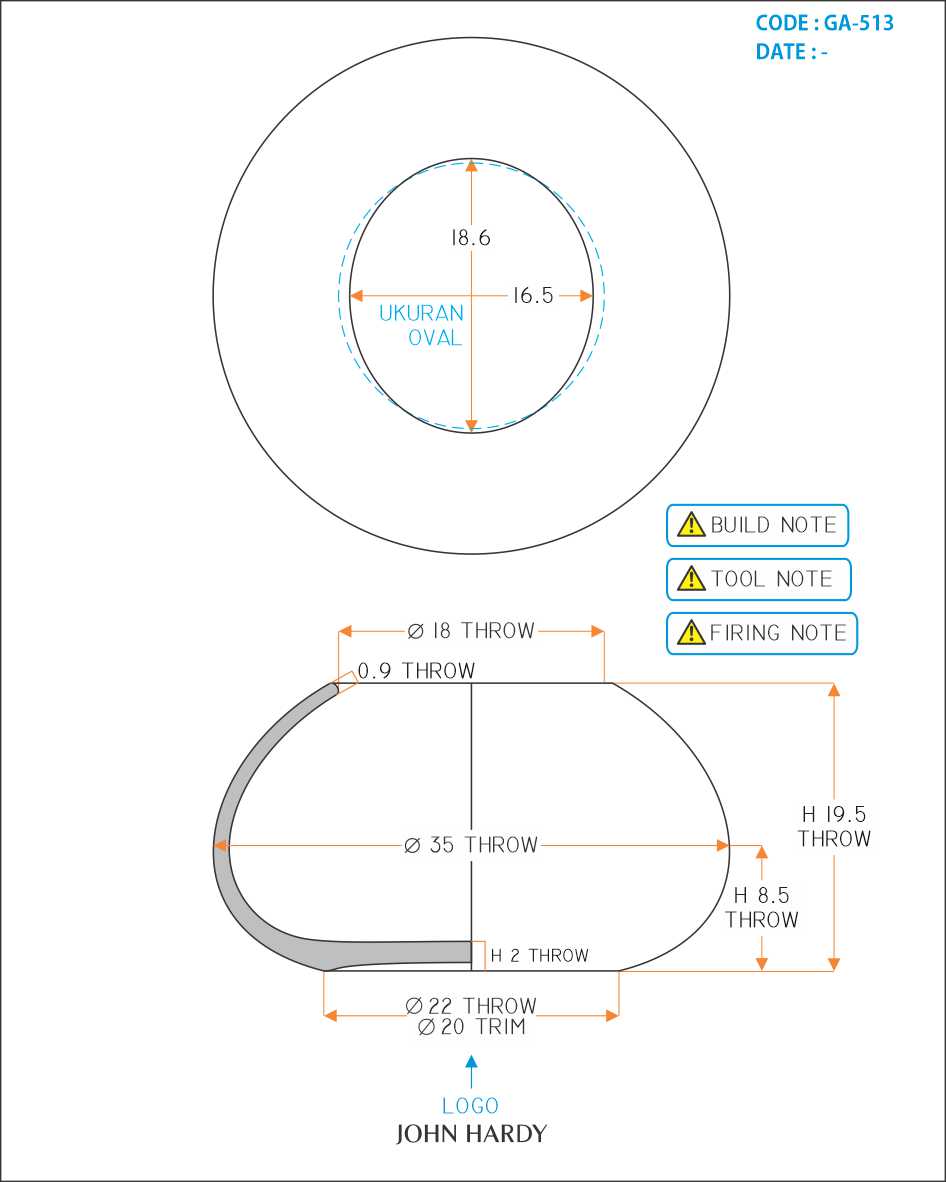 CODE : GA-513
DATE : -
18.6
16.5
UKURAN
OVAL
BUILD NOTE
TOOL NOTE
FIRING NOTE
Ø 18 THROW
0.9 THROW
H 19.5
THROW
Ø 35 THROW
H 8.5
THROW
H 2 THROW
Ø 22 THROW
Ø 20 TRIM
LOGO
JOHN HARDY